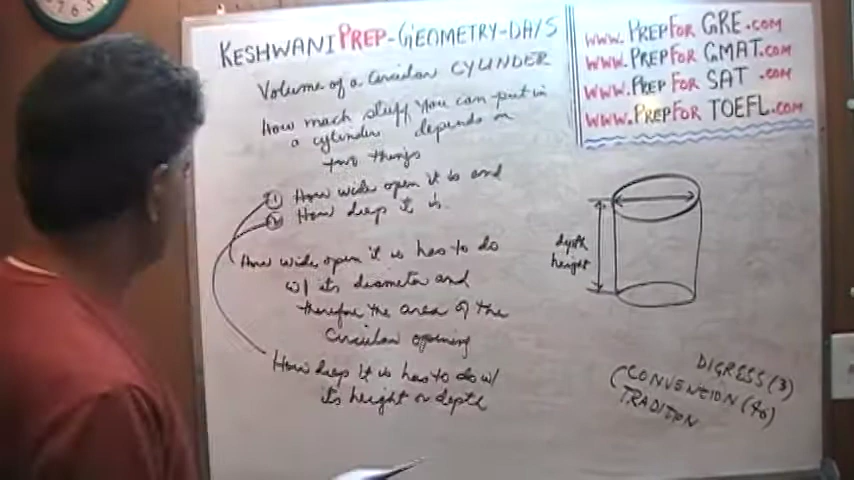 KESHWANI PREP-GEOMETRY-DAY5
Volume of a Circular CYLINDER
How much stuff you can put in
a cylinder depends on
two things
① How wide open it is and
② How deep it is.
How wide open it is has to do
w/ its diameter and
therefore the area of the
circular opening
How deep it is has to do w/
its height or depth
www.PREPFOR GRE.COM
www.PREPFOR GMAT.COM
www.PREP FOR SAT .COM
www.PREPFOR TOEFL.COM
depth
height
DIGRESS (3)
(CONVENTION (40)
TRADITION
6
5